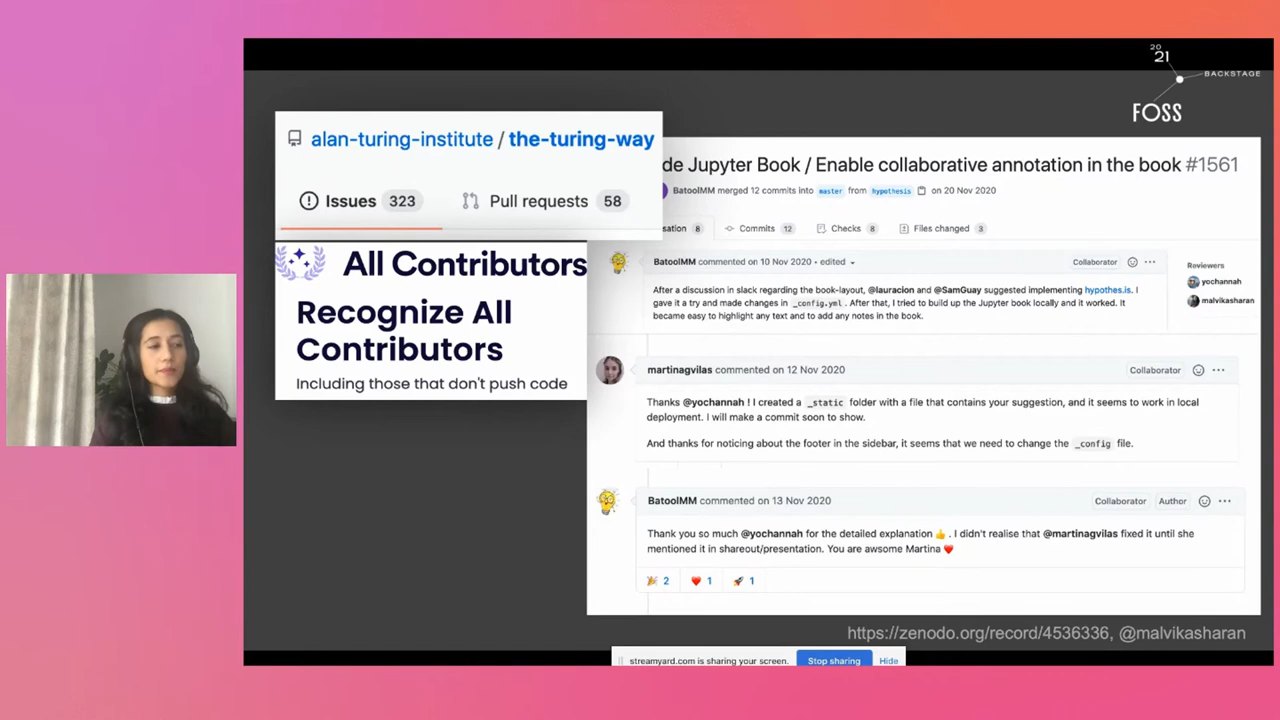 20
21
BACKSTAGE
FOSS
alan-turing-institute / the-turing-way
Issues 323 Pull requests 58
All Contributors
Recognize All
Contributors
Including those that don't push code
de Jupyter Book / Enable collaborative annotation in the book #1561
BatoolMM merged 12 commits into master from hypothesis on 20 Nov 2020
sation 8 Commits 12 Checks 8 Files changed 3
BatoolMM commented on 10 Nov 2020 • edited Collaborator
After a discussion in slack regarding the book-layout, @lauracion and @SamGuay suggested implementing hypothes.is. I
gave it a try and made changes in _config.yml . After that, I tried to build up the Jupyter book locally and it worked. It
became easy to highlight any text and to add any notes in the book.
Reviewers
yochannah
malvikasharan
martinagvilas commented on 12 Nov 2020 Collaborator
Thanks @yochannah ! I created a _static folder with a file that contains your suggestion, and it seems to work in local
deployment. I will make a commit soon to show.
And thanks for noticing about the footer in the sidebar, it seems that we need to change the _config file.
BatoolMM commented on 13 Nov 2020 Collaborator Author
Thank you so much @yochannah for the detailed explanation 👍 . I didn't realise that @martinagvilas fixed it until she
mentioned it in shareout/presentation. You are awsome Martina ❤️
🎉 2 ❤️ 1 🚀 1
https://zenodo.org/record/4536336, @malvikasharan
streamyard.com is sharing your screen. Stop sharing Hide